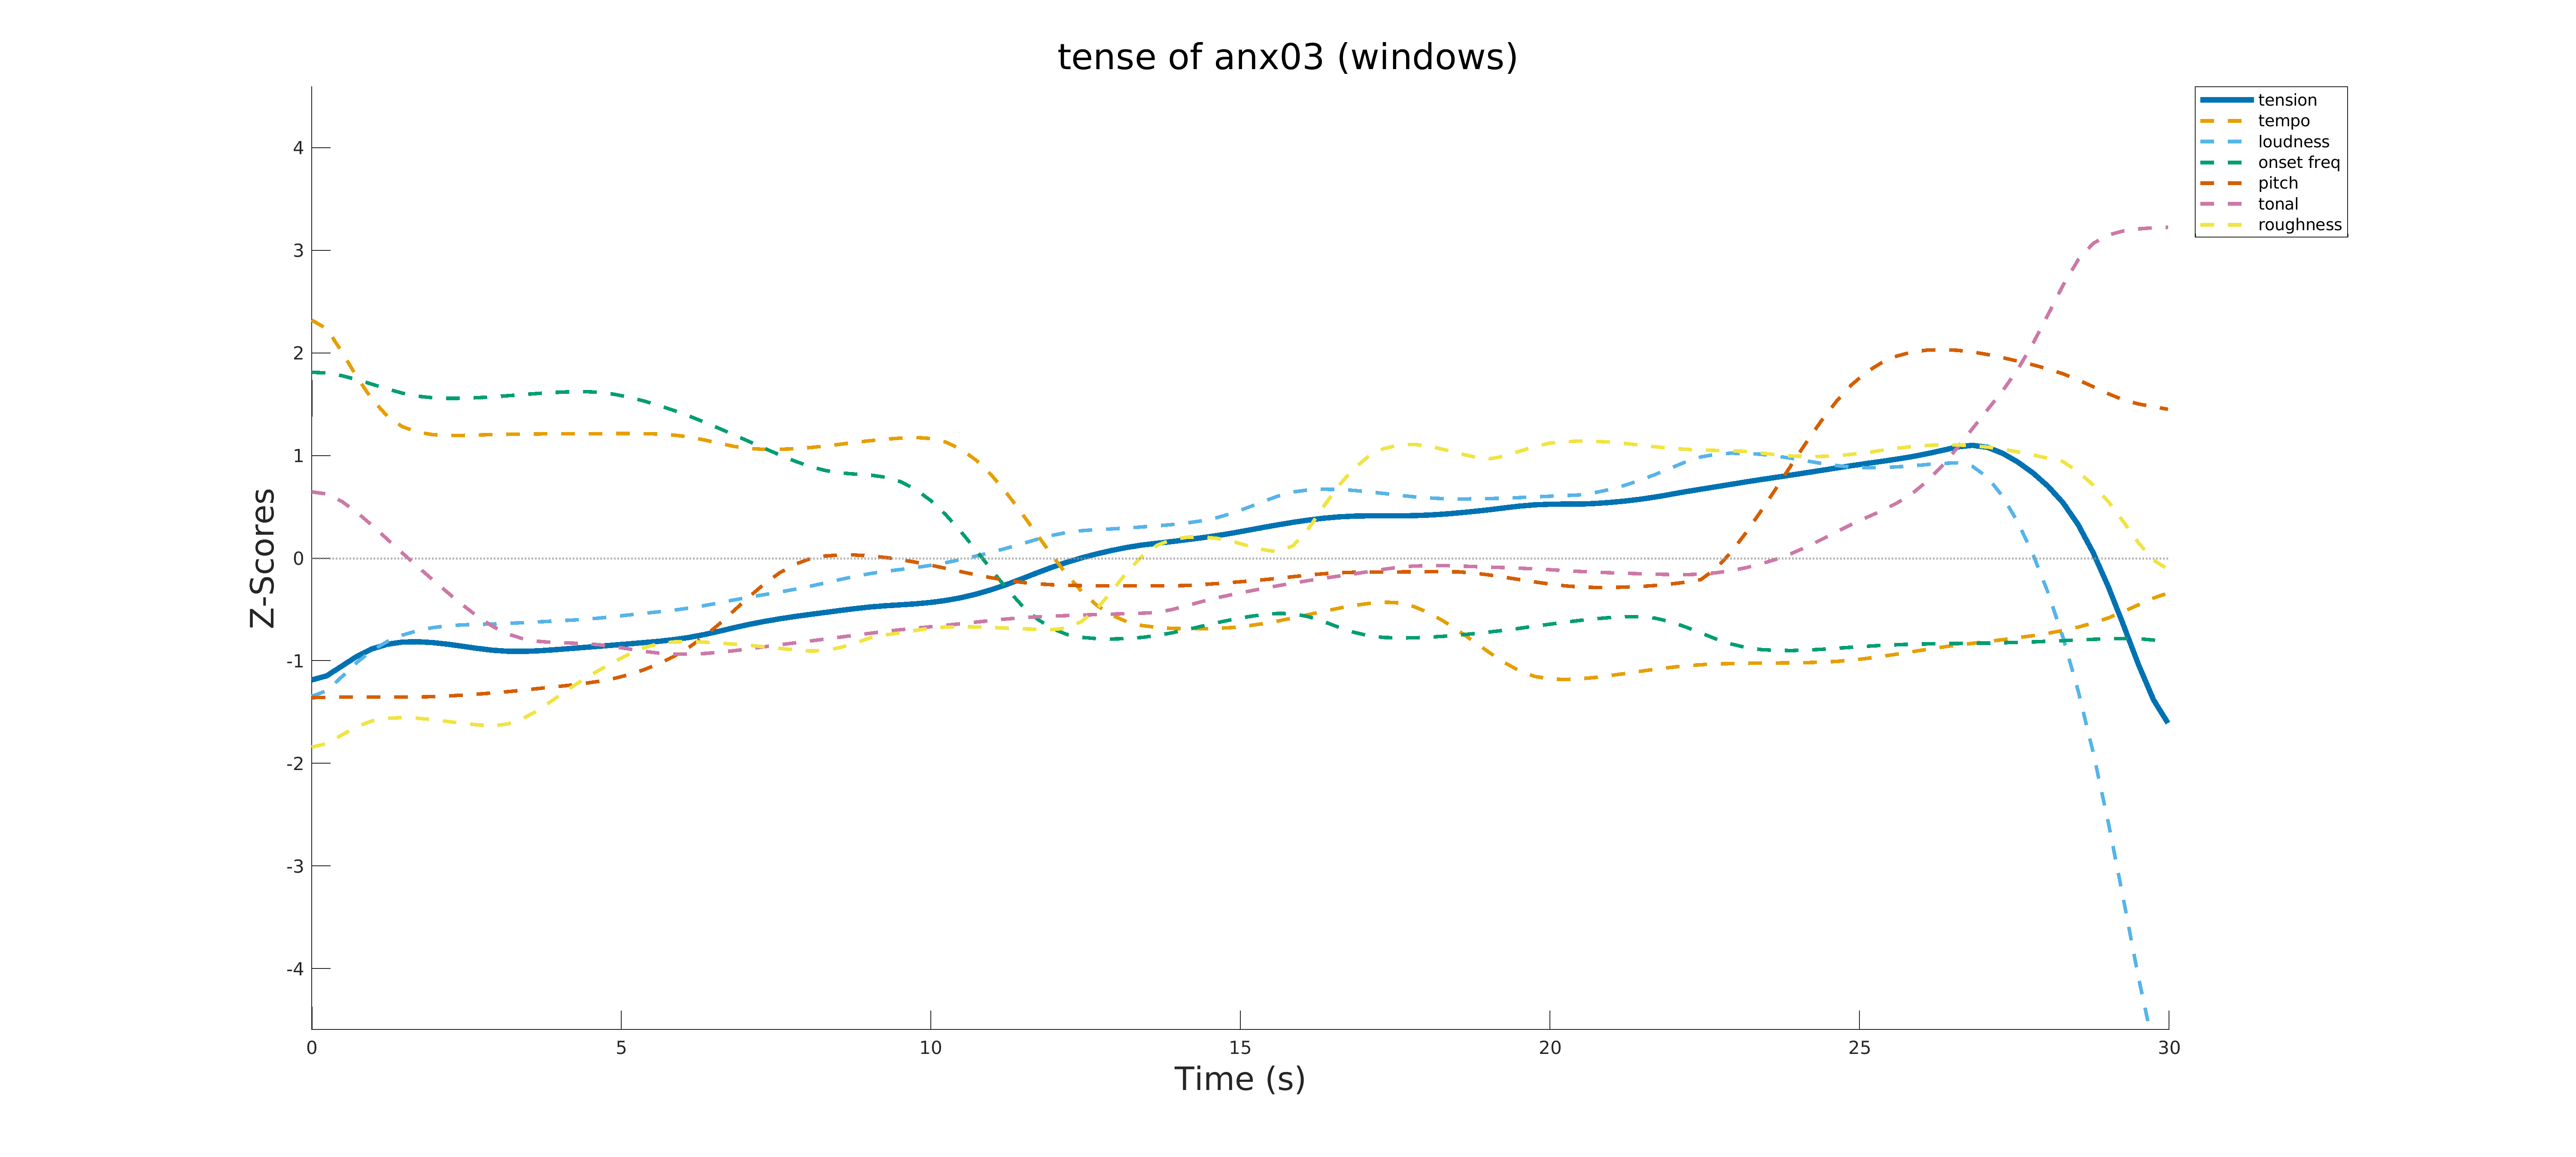 tense of anx03 (windows)
tension
tempo
loudness
onset freq
pitch
tonal
roughness
4
3
2
1
0
-1
-2
-3
-4
Z-Scores
0 5 10 15 20 25 30
Time (s)